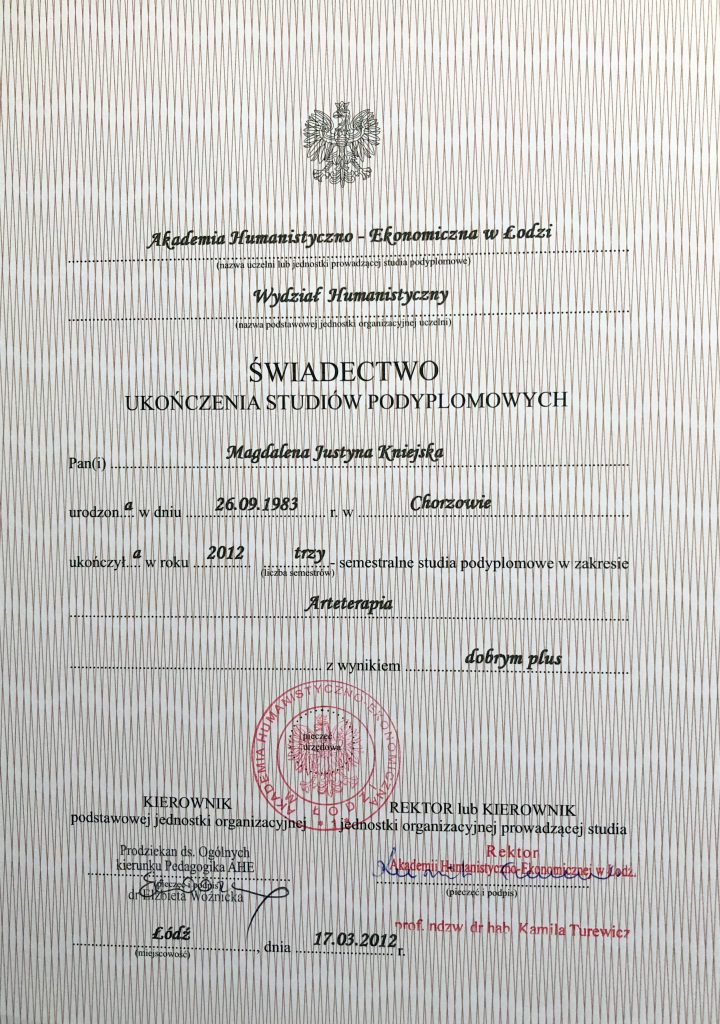 Akademia Humanistyczno - Ekonomiczna w Łodzi
(nazwa uczelni lub jednostki prowadzącej studia podyplomowe)
Wydział Humanistyczny
(nazwa podstawowej jednostki organizacyjnej uczelni)
ŚWIADECTWO
UKOŃCZENIA STUDIÓW PODYPLOMOWYCH
Pan(i) Magdalena Justyna Kniejska
urodzon a w dniu 26.09.1983 r. w Chorzowie
ukończył a w roku 2012 trzy - semestralne studia podyplomowe w zakresie
(liczba semestrów)
Arteterapia
z wynikiem dobrym plus
AKADEMIA HUMANISTYCZNO-EKONOMICZNA W ŁODZI
pieczęć
urzędowa
KIEROWNIK
podstawowej jednostki organizacyjnej
REKTOR lub KIEROWNIK
jednostki organizacyjnej prowadzącej studia
Prodziekan ds. Ogólnych
kierunku Pedagogika AHE
(pieczęć i podpis)
dr Elżbieta Woźnicka
Rektor
Akademii Humanistyczno-Ekonomicznej w Łodz.
(pieczęć i podpis)
prof. ndzw. dr hab. Kamila Turewicz
Łódź, dnia 17.03.2012 r.
(miejscowość)